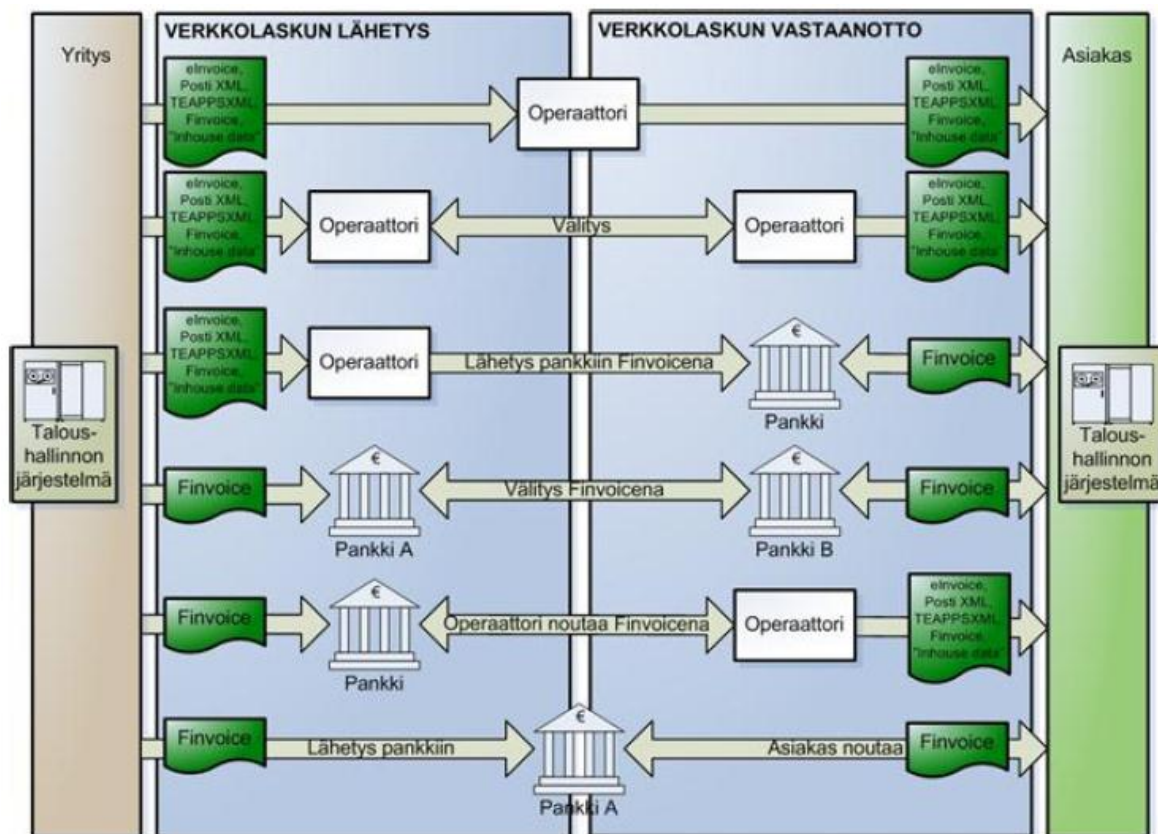 VERKKOLASKUN LÄHETYS
VERKKOLASKUN VASTAANOTTO
Yritys
Asiakas
eInvoice,
Posti XML,
TEAPPSXML,
Finvoice,
"Inhouse data"
Operaattori
eInvoice,
Posti XML,
TEAPPSXML,
Finvoice,
"Inhouse data"
eInvoice,
Posti XML,
TEAPPSXML,
Finvoice,
"Inhouse data"
Operaattori
Välitys
Operaattori
eInvoice,
Posti XML,
TEAPPSXML,
Finvoice,
"Inhouse data"
eInvoice,
Posti XML,
TEAPPSXML,
Finvoice,
"Inhouse data"
Operaattori
Lähetys pankkiin Finvoicena
€
Pankki
Finvoice
Talous-
hallinnon
järjestelmä
Talous-
hallinnon
järjestelmä
Finvoice
€
Pankki A
Välitys Finvoicena
€
Pankki B
Finvoice
Finvoice
€
Pankki
Operaattori noutaa Finvoicena
Operaattori
eInvoice,
Posti XML,
TEAPPSXML,
Finvoice,
"Inhouse data"
Finvoice
Lähetys pankkiin
€
Pankki A
Asiakas noutaa
Finvoice